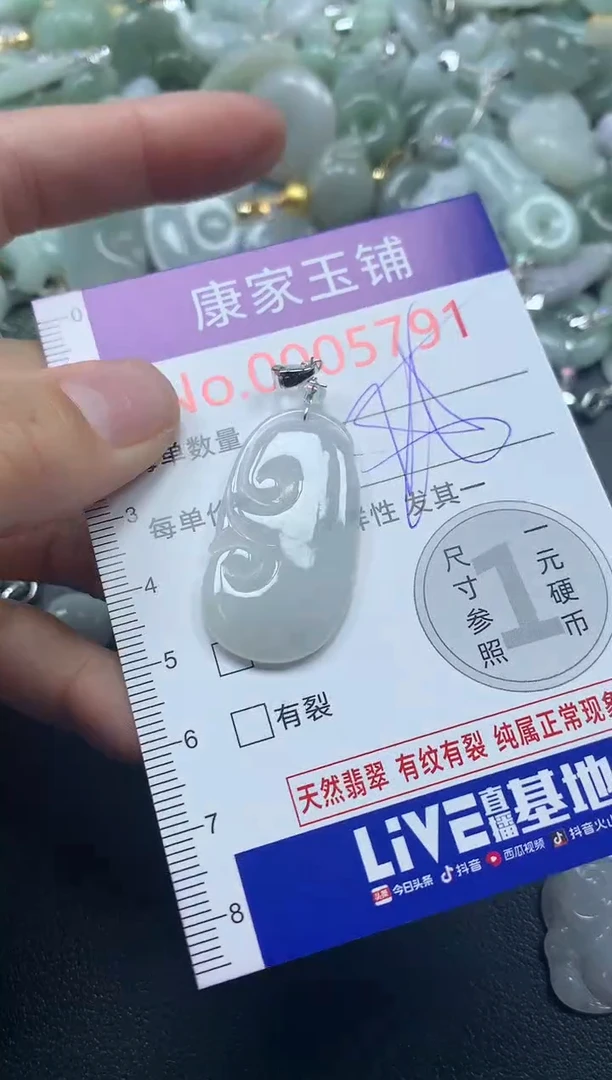 康家玉铺
No.0005791
单数量
每单价
样性 发其一
尺寸参照
1
一元硬币
有裂
天然翡翠 有纹有裂 纯属正常现象
LiVE直播基地
头条 今日头条 抖音 西瓜视频 抖音火山
0
3
4
5
6
7
8